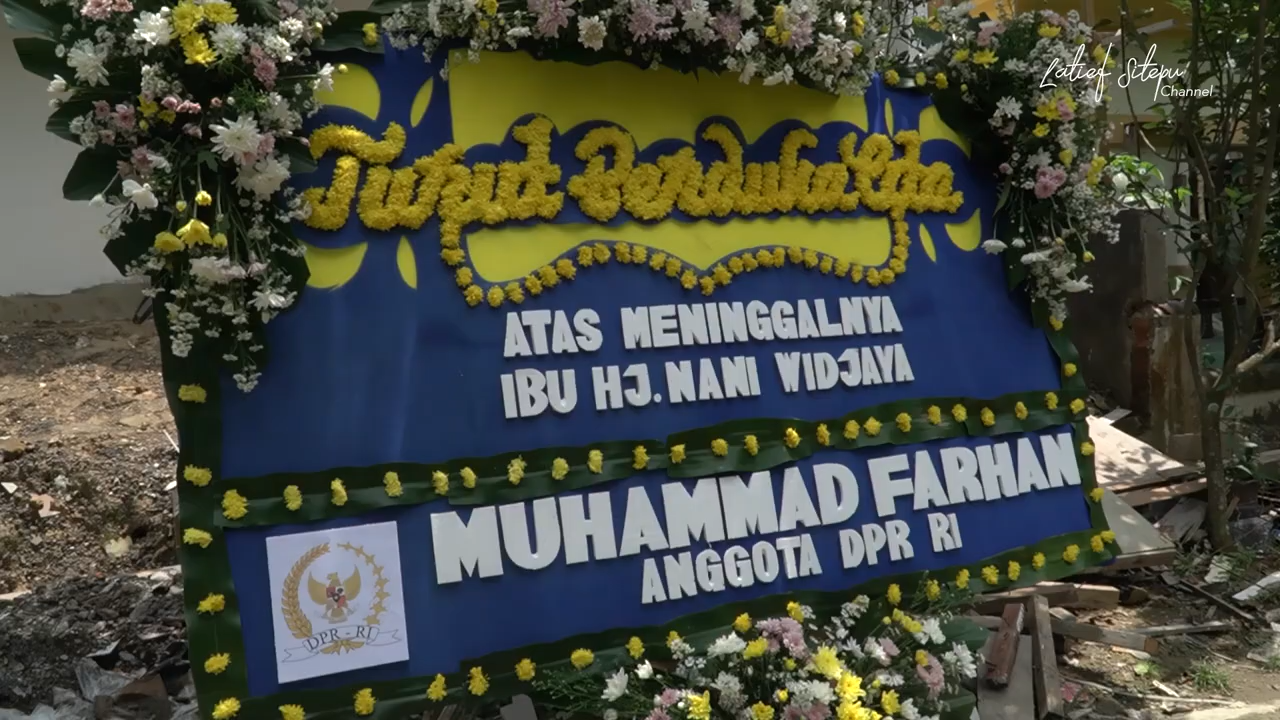 Latief Sitepu
Channel
Turut Berduka Cita
ATAS MENINGGALNYA
IBU HJ. NANI WIDJAYA
MUHAMMAD FARHAN
ANGGOTA DPR RI
DPR-RI